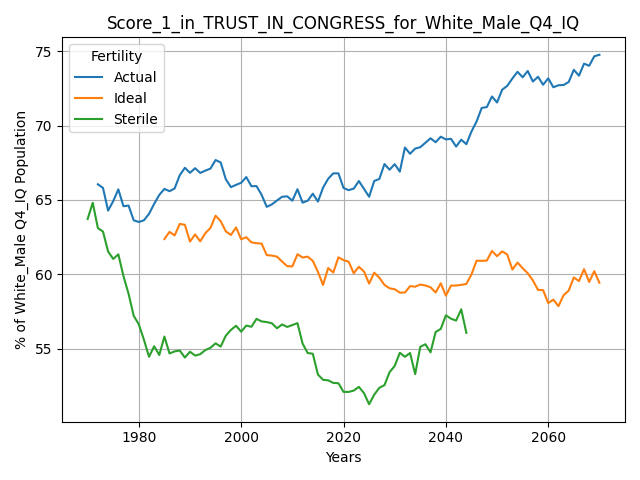 Score_1_in_TRUST_IN_CONGRESS_for_White_Male_Q4_IQ
Fertility
Actual
Ideal
Sterile
% of White_Male Q4_IQ Population
75
70
65
60
55
1980
2000
2020
2040
2060
Years